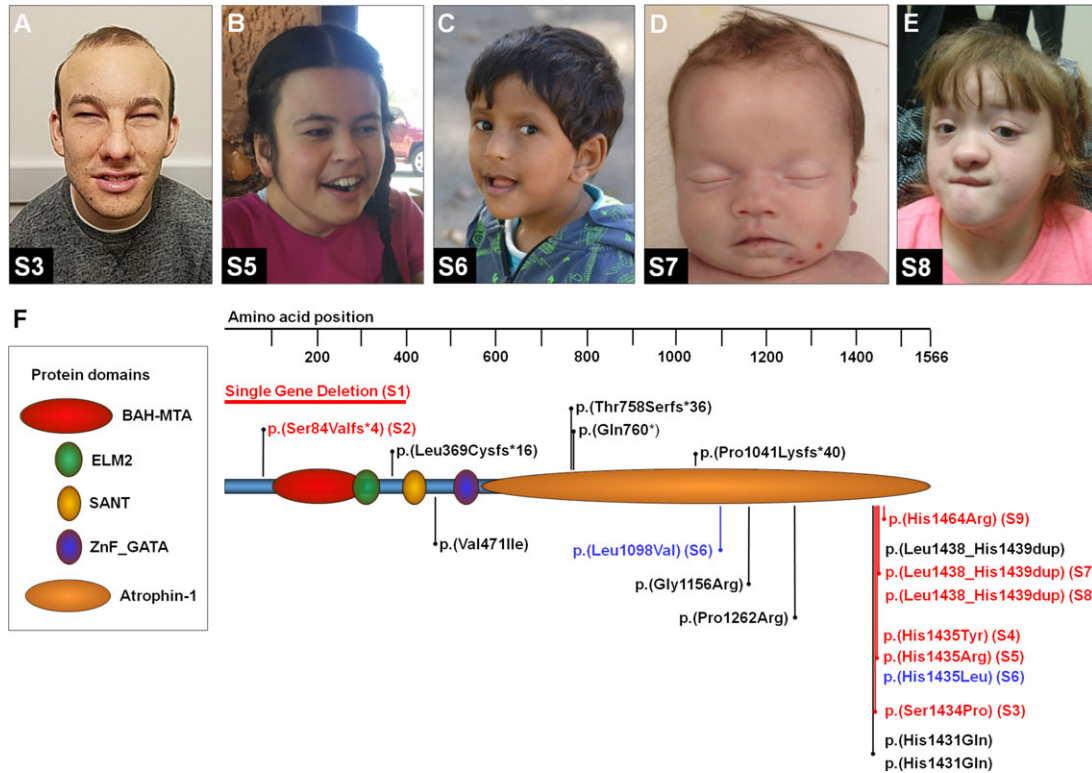 A
B
C
D
E
S3
S5
S6
S7
S8
F
Amino acid position
200
400
600
800
1000
1200
1400
1566
Protein domains
BAH-MTA
ELM2
SANT
ZnF_GATA
Atrophin-1
Single Gene Deletion (S1)
p.(Ser84Valfs*4) (S2)
p.(Leu369Cysfs*16)
p.(Thr758Serfs*36)
p.(Gln760*)
p.(Pro1041Lysfs*40)
p.(Val471Ile)
p.(Leu1098Val) (S6)
p.(Gly1156Arg)
p.(Pro1262Arg)
p.(His1464Arg) (S9)
p.(Leu1438_His1439dup)
p.(Leu1438_His1439dup) (S7)
p.(Leu1438_His1439dup) (S8)
p.(His1435Tyr) (S4)
p.(His1435Arg) (S5)
p.(His1435Leu) (S6)
p.(Ser1434Pro) (S3)
p.(His1431Gln)
p.(His1431Gln)